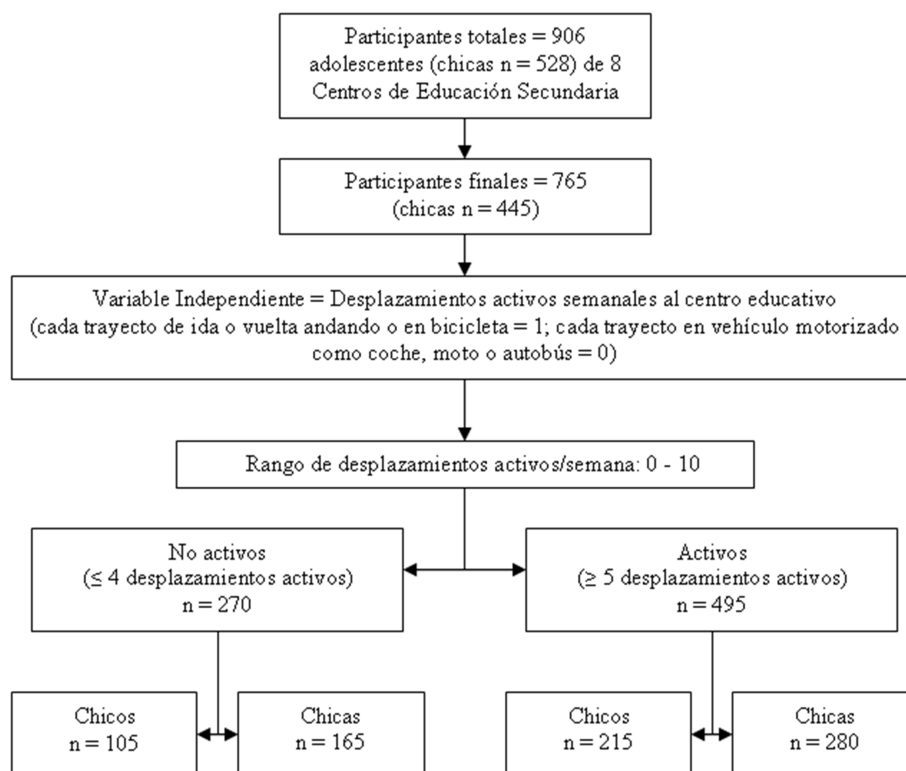 Participantes totales = 906
adolescentes (chicas n = 528) de 8
Centros de Educación Secundaria
Participantes finales = 765
(chicas n = 445)
Variable Independiente = Desplazamientos activos semanales al centro educativo
(cada trayecto de ida o vuelta andando o en bicicleta = 1; cada trayecto en vehículo motorizado
como coche, moto o autobús = 0)
Rango de desplazamientos activos/semana: 0 - 10
No activos
(≤ 4 desplazamientos activos)
n = 270
Activos
(≥ 5 desplazamientos activos)
n = 495
Chicos
n = 105
Chicas
n = 165
Chicos
n = 215
Chicas
n = 280